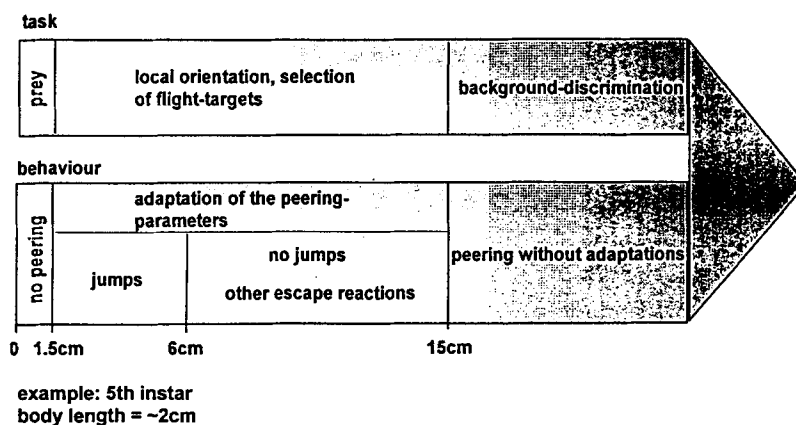 task
prey
local orientation, selection
of flight-targets
background-discrimination
behaviour
no peering
adaptation of the peering-
parameters
jumps
no jumps
other escape reactions
peering without adaptations
0 1.5cm 6cm 15cm
example: 5th instar
body length = ~2cm